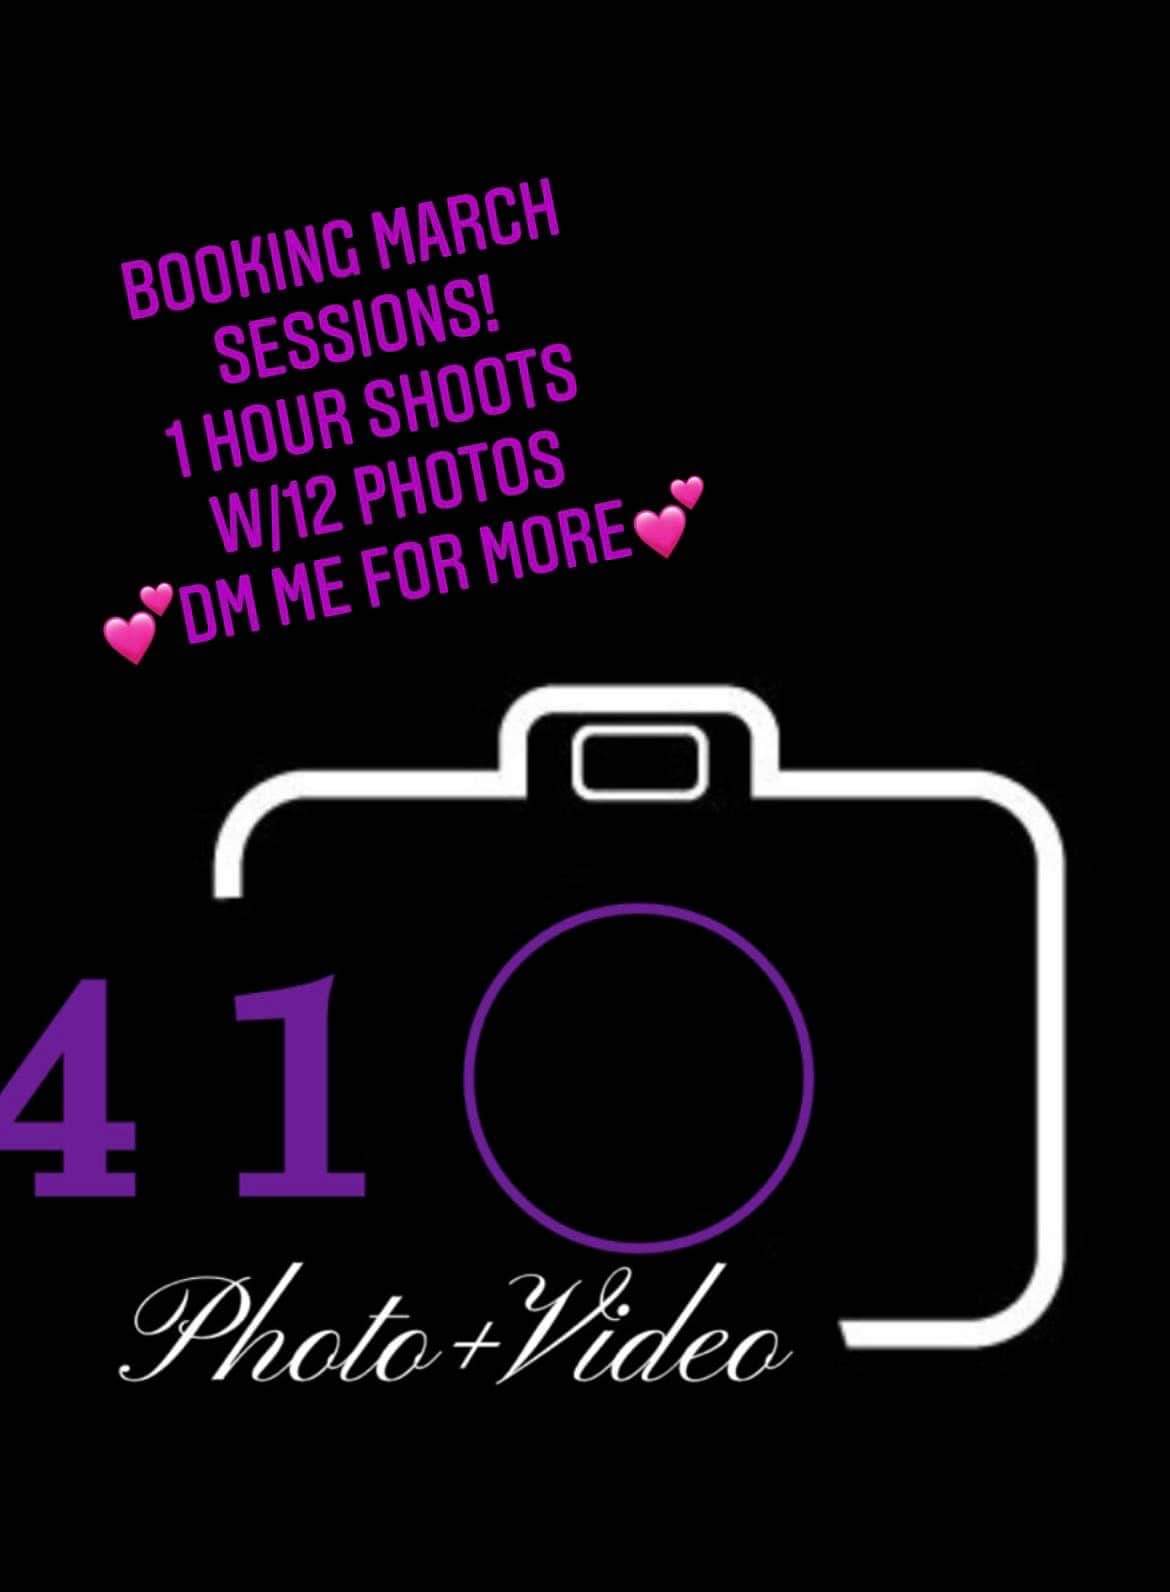 BOOKING MARCH
SESSIONS!
1 HOUR SHOOTS
W/12 PHOTOS
💕DM ME FOR MORE💕
41
Photo+Video